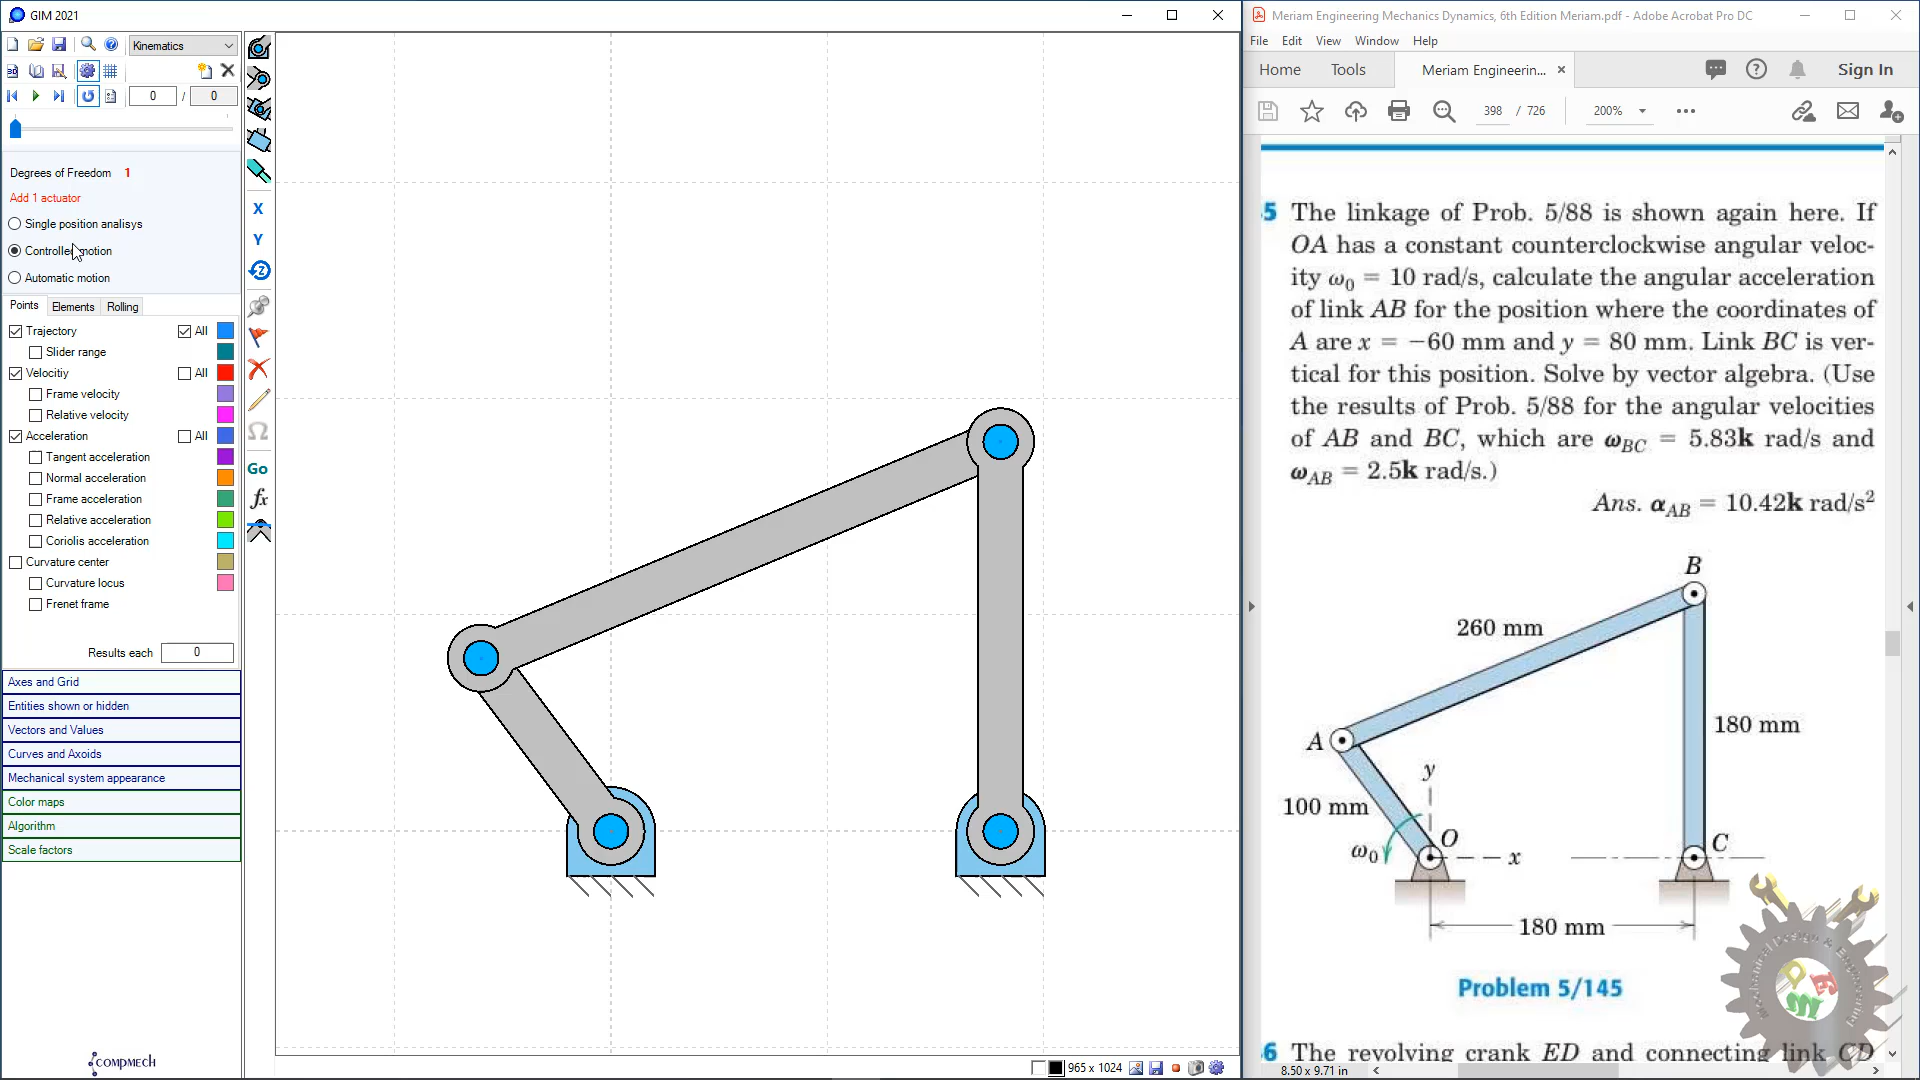 GIM 2021
Kinematics
3D
0 / 0
Degrees of Freedom 1
Add 1 actuator
Single position analisys
Controlled motion
Automatic motion
Points Elements Rolling
Trajectory All
Slider range
Velocitiy All
Frame velocity
Relative velocity
Acceleration All
Tangent acceleration
Normal acceleration
Frame acceleration
Relative acceleration
Coriolis acceleration
Curvature center
Curvature locus
Frenet frame
Results each 0
Axes and Grid
Entities shown or hidden
Vectors and Values
Curves and Axoids
Mechanical system appearance
Color maps
Algorithm
Scale factors
COMPMECH
X
Y
2
Ω
Go
fx
965 x 1024
Meriam Engineering Mechanics Dynamics, 6th Edition Meriam.pdf - Adobe Acrobat Pro DC
File Edit View Window Help
Home Tools Meriam Engineerin... Sign In
398 / 726 200%
5 The linkage of Prob. 5/88 is shown again here. If
OA has a constant counterclockwise angular veloc-
ity ω0 = 10 rad/s, calculate the angular acceleration
of link AB for the position where the coordinates of
A are x = −60 mm and y = 80 mm. Link BC is ver-
tical for this position. Solve by vector algebra. (Use
the results of Prob. 5/88 for the angular velocities
of AB and BC, which are ωBC = 5.83k rad/s and
ωAB = 2.5k rad/s.)
Ans. αAB = 10.42k rad/s²
B
260 mm
180 mm
A
y
100 mm
O
C
ω0
x
180 mm
Problem 5/145
Mechanical Design & Engineering
6 The revolving crank ED and connecting link CD
8.50 x 9.71 in